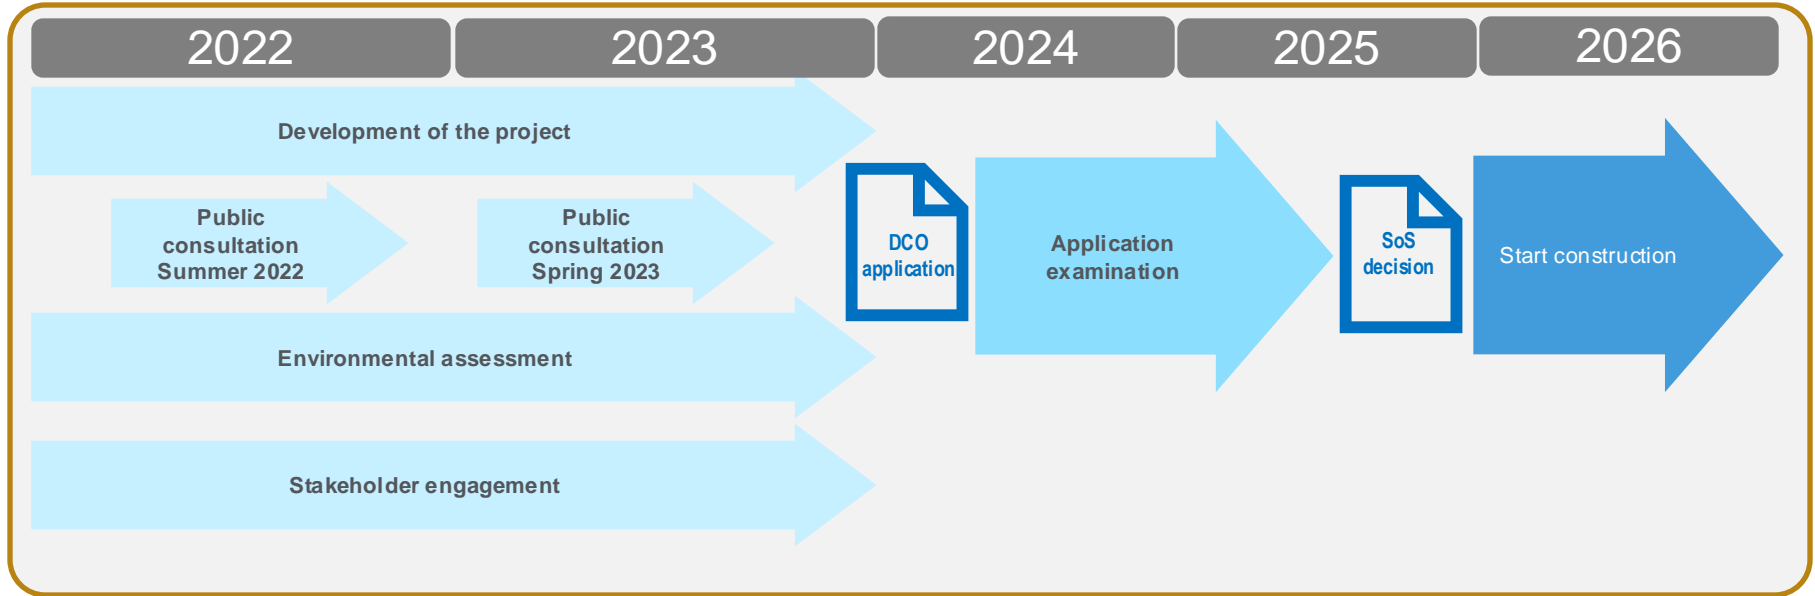 2022
2023
2024
2025
2026
Development of the project
Public
consultation
Summer 2022
Public
consultation
Spring 2023
DCO
application
Application
examination
SoS
decision
Start construction
Environmental assessment
Stakeholder engagement